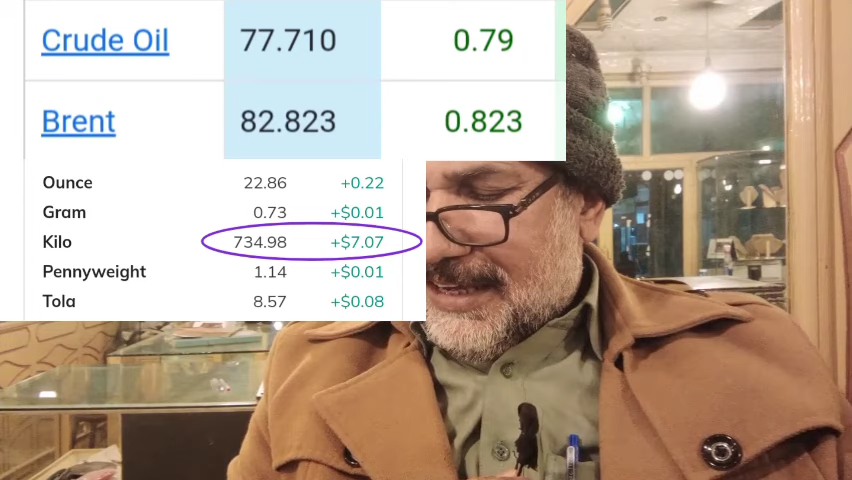 Crude Oil 77.710 0.79
Brent 82.823 0.823
Ounce 22.86 +0.22
Gram 0.73 +$0.01
Kilo 734.98 +$7.07
Pennyweight 1.14 +$0.01
Tola 8.57 +$0.08